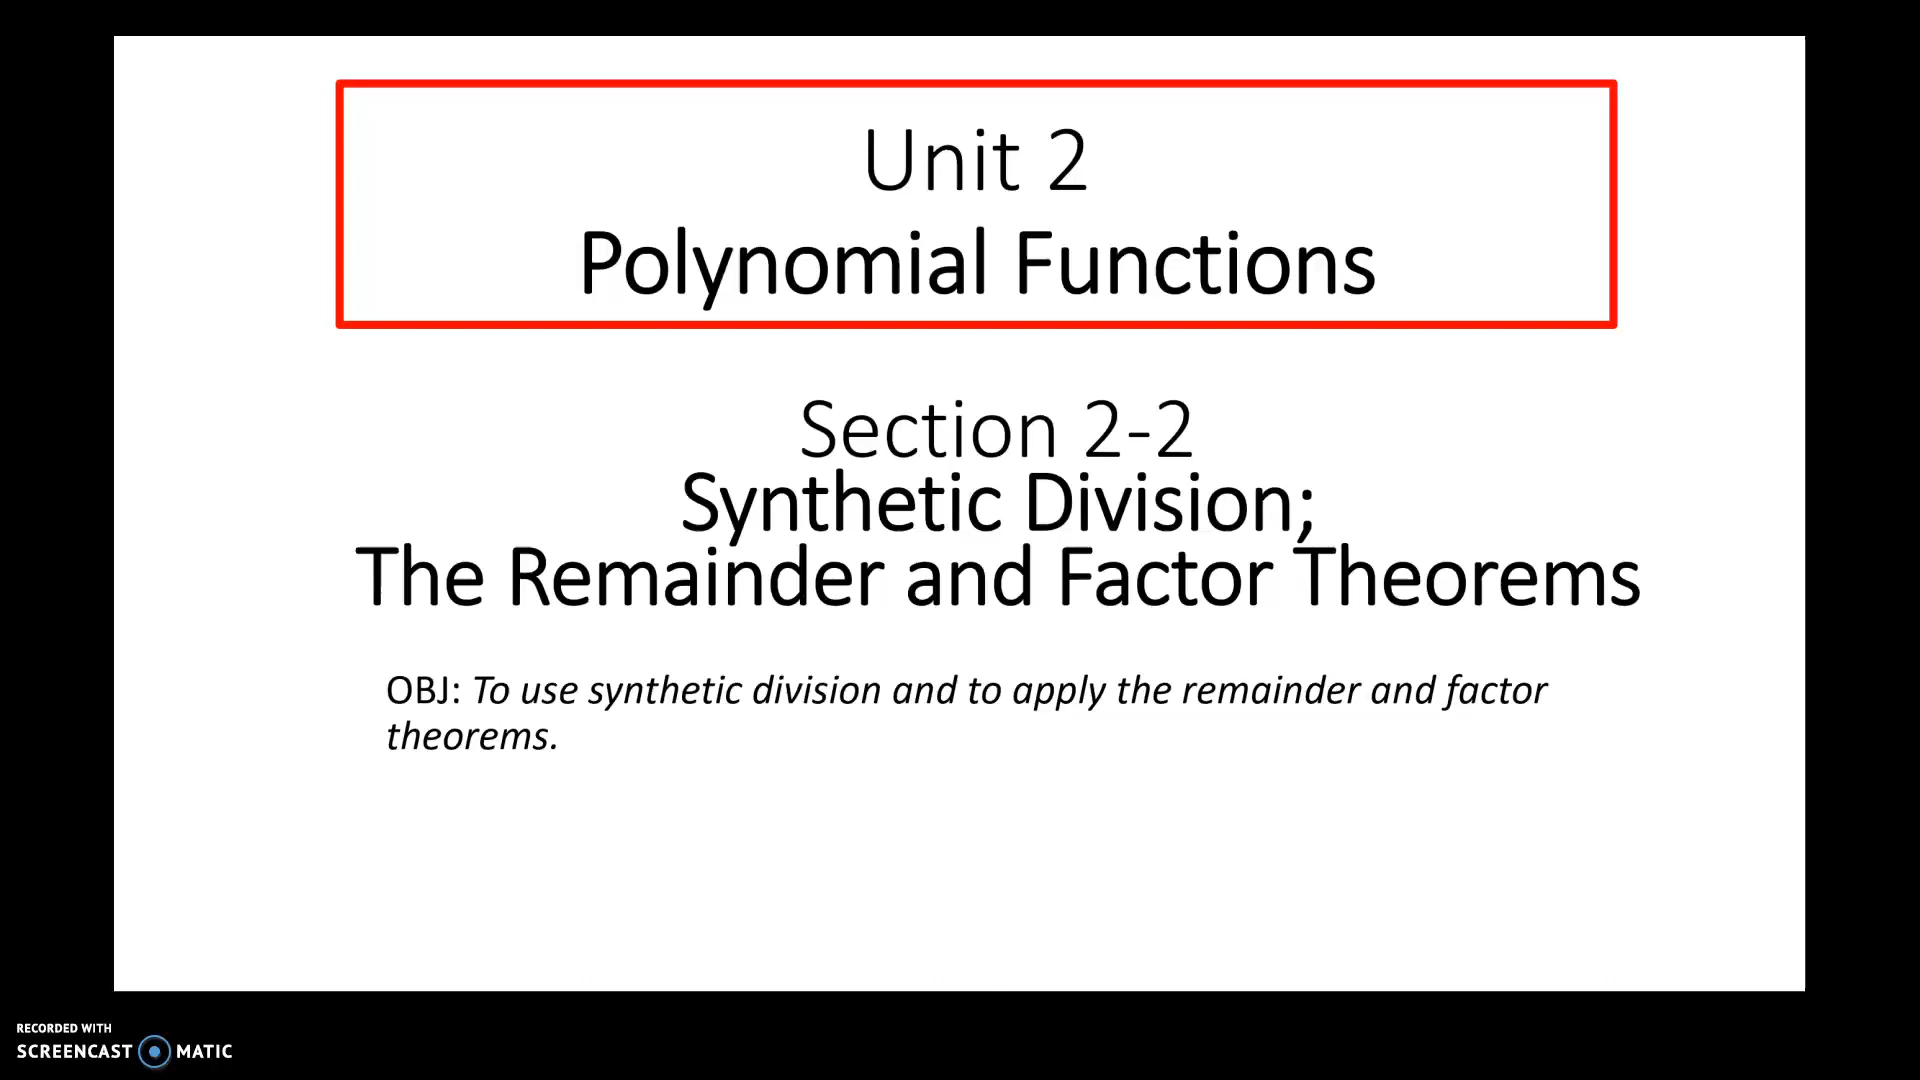 Unit 2
Polynomial Functions
Section 2-2
Synthetic Division;
The Remainder and Factor Theorems
OBJ: To use synthetic division and to apply the remainder and factor
theorems.
RECORDED WITH
SCREENCAST MATIC